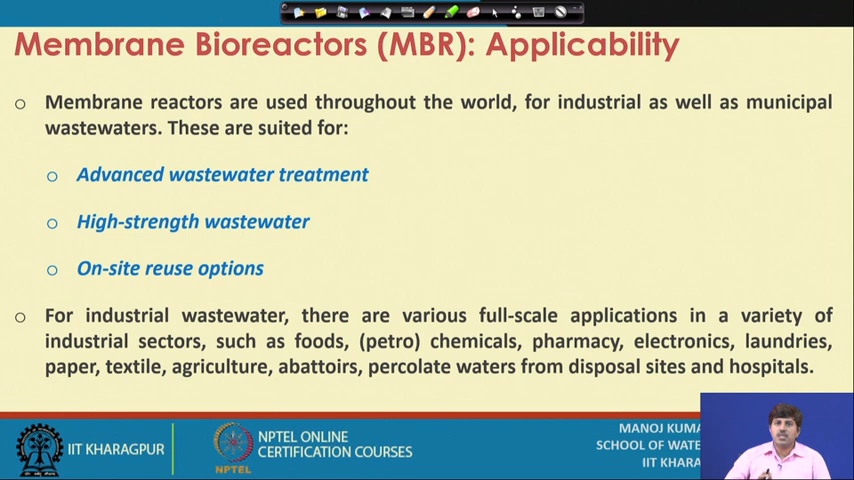 Membrane Bioreactors (MBR): Applicability
o Membrane reactors are used throughout the world, for industrial as well as municipal
wastewaters. These are suited for:
o Advanced wastewater treatment
o High-strength wastewater
o On-site reuse options
o For industrial wastewater, there are various full-scale applications in a variety of
industrial sectors, such as foods, (petro) chemicals, pharmacy, electronics, laundries,
paper, textile, agriculture, abattoirs, percolate waters from disposal sites and hospitals.
IIT KHARAGPUR
NPTEL
NPTEL ONLINE
CERTIFICATION COURSES
MANOJ KUMA
SCHOOL OF WATE
IIT KHARA